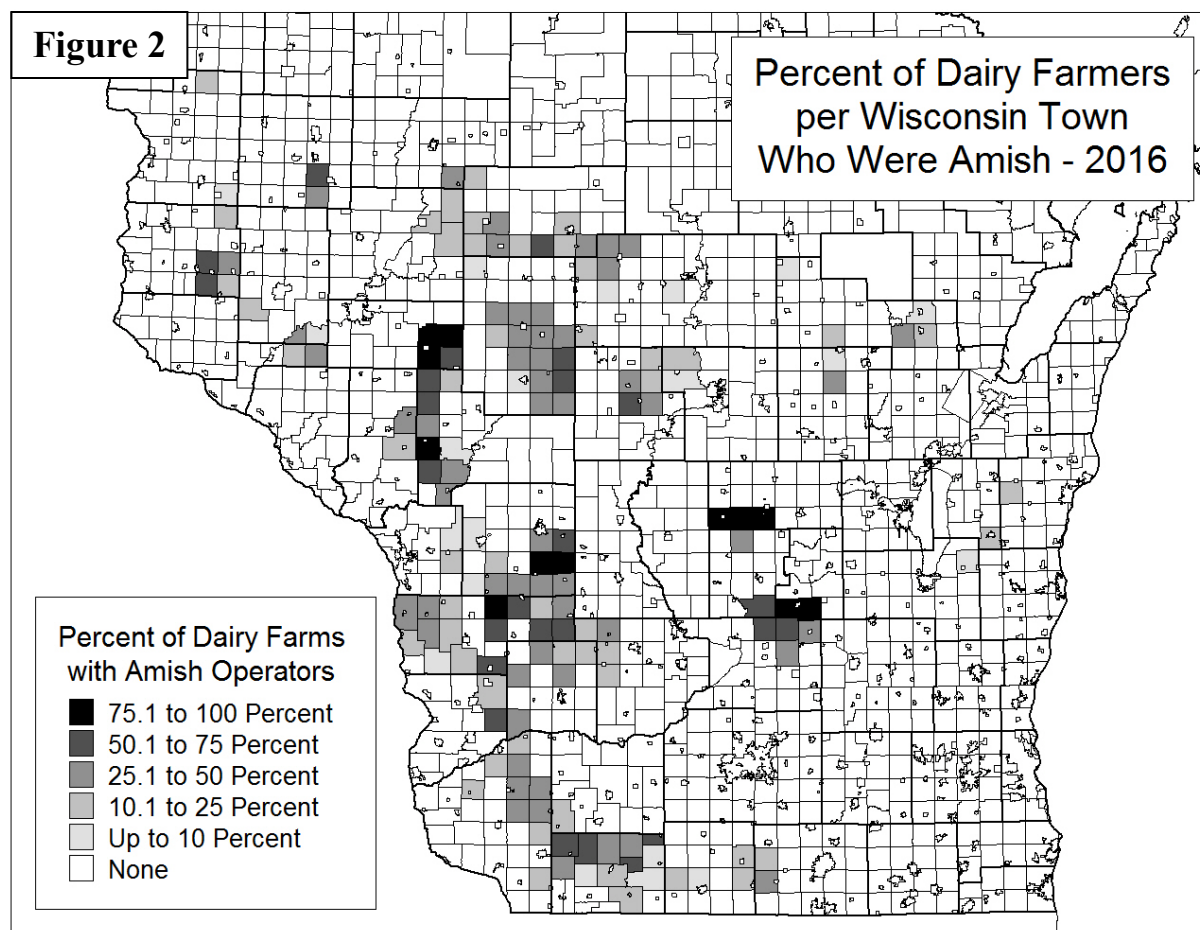 Figure 2
Percent of Dairy Farmers
per Wisconsin Town
Who Were Amish - 2016
Percent of Dairy Farms
with Amish Operators
75.1 to 100 Percent
50.1 to 75 Percent
25.1 to 50 Percent
10.1 to 25 Percent
Up to 10 Percent
None